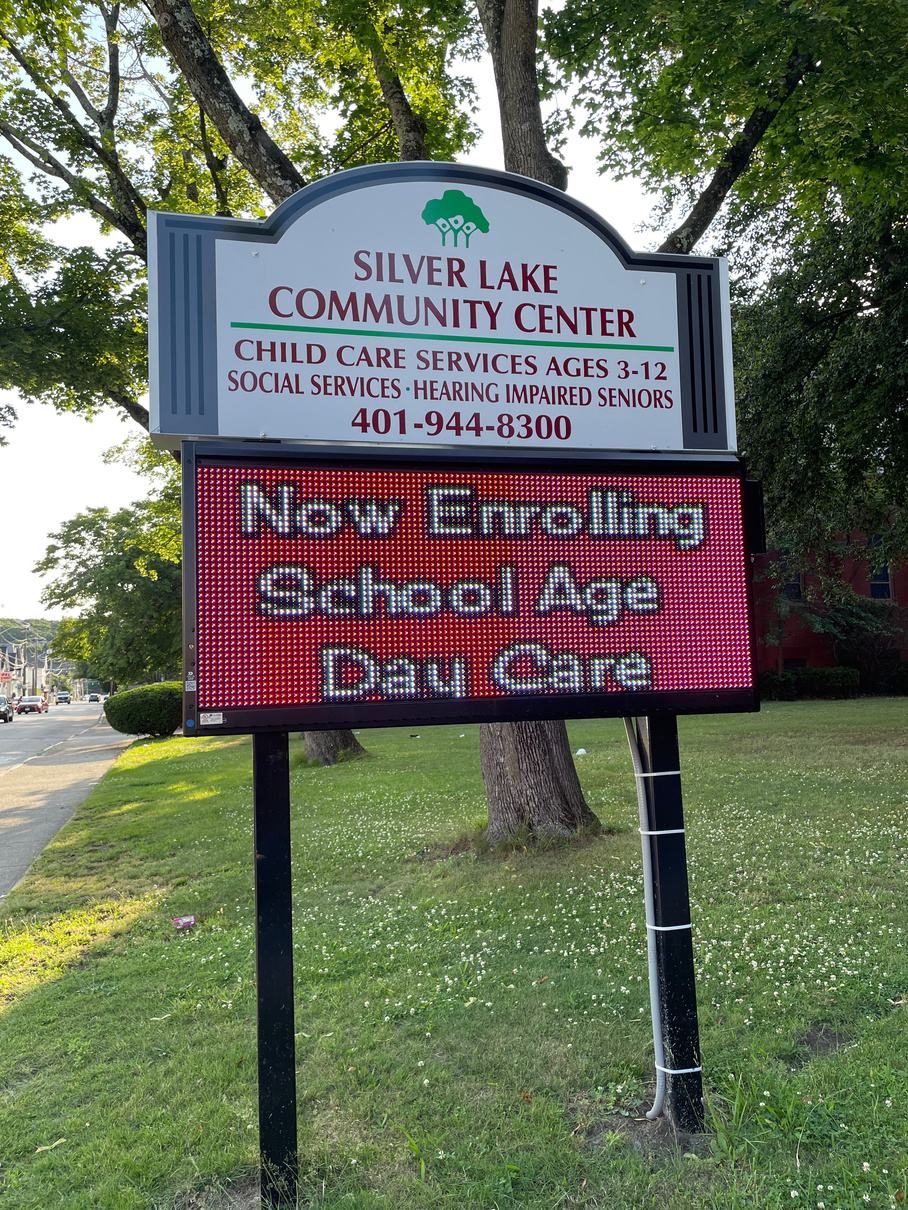 SILVER LAKE
COMMUNITY CENTER
CHILD CARE SERVICES AGES 3-12
SOCIAL SERVICES · HEARING IMPAIRED SENIORS
401-944-8300
Now Enrolling
School Age
Day Care